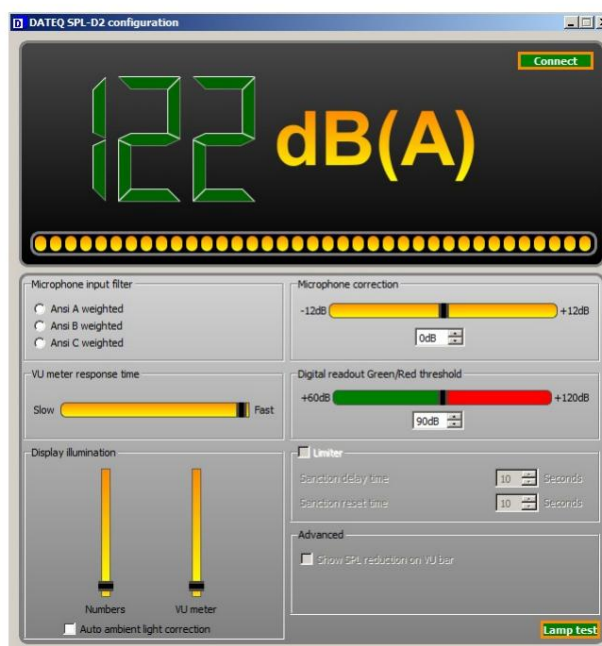 DATEQ SPL-D2 configuration
Connect
122 dB(A)
Microphone input filter
Ansi A weighted
Ansi B weighted
Ansi C weighted
Microphone correction
-12dB +12dB
0dB
VU meter response time
Slow Fast
Digital readout Green/Red threshold
+60dB +120dB
90dB
Display illumination
Numbers VU meter
Auto ambient light correction
Limiter
Sanction delay time 10 Seconds
Sanction reset time 10 Seconds
Advanced
Show SPL reduction on VU bar
Lamp test